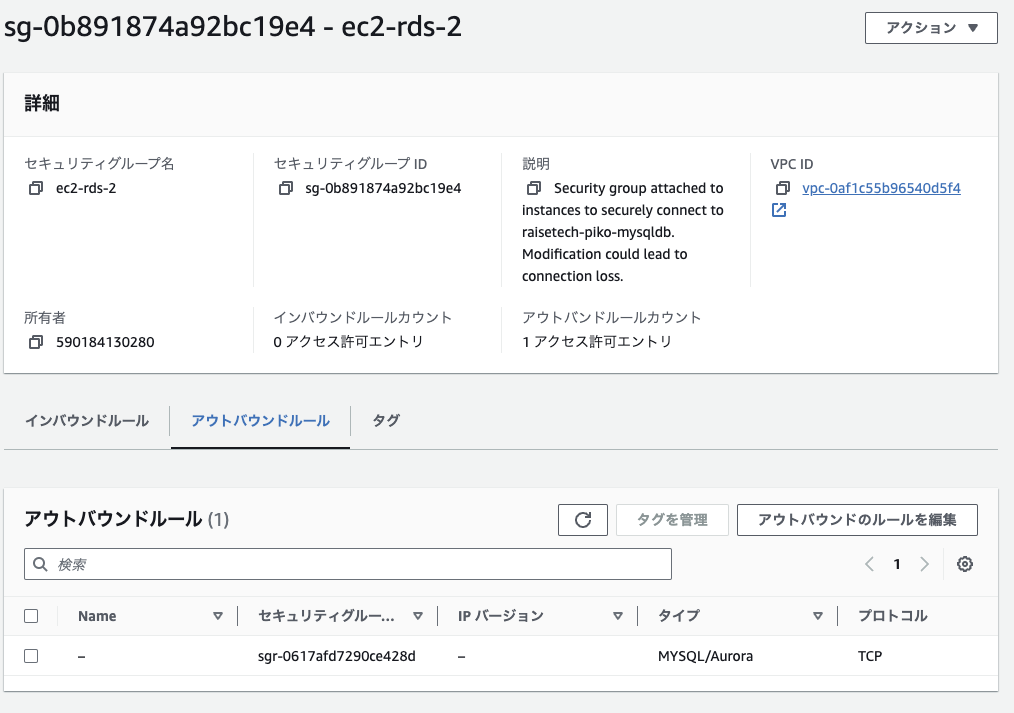 sg-0b891874a92bc19e4 - ec2-rds-2
アクション ▼
詳細
セキュリティグループ名
ec2-rds-2
セキュリティグループ ID
sg-0b891874a92bc19e4
説明
Security group attached to
instances to securely connect to
raisetech-piko-mysqldb.
Modification could lead to
connection loss.
VPC ID
vpc-0af1c55b96540d5f4
所有者
590184130280
インバウンドルールカウント
0 アクセス許可エントリ
アウトバンドルールカウント
1 アクセス許可エントリ
インバウンドルール
アウトバウンドルール
タグ
アウトバウンドルール (1)
タグを管理
アウトバウンドのルールを編集
検索
1
Name
セキュリティグルー...
IP バージョン
タイプ
プロトコル
–
sgr-0617afd7290ce428d
–
MYSQL/Aurora
TCP